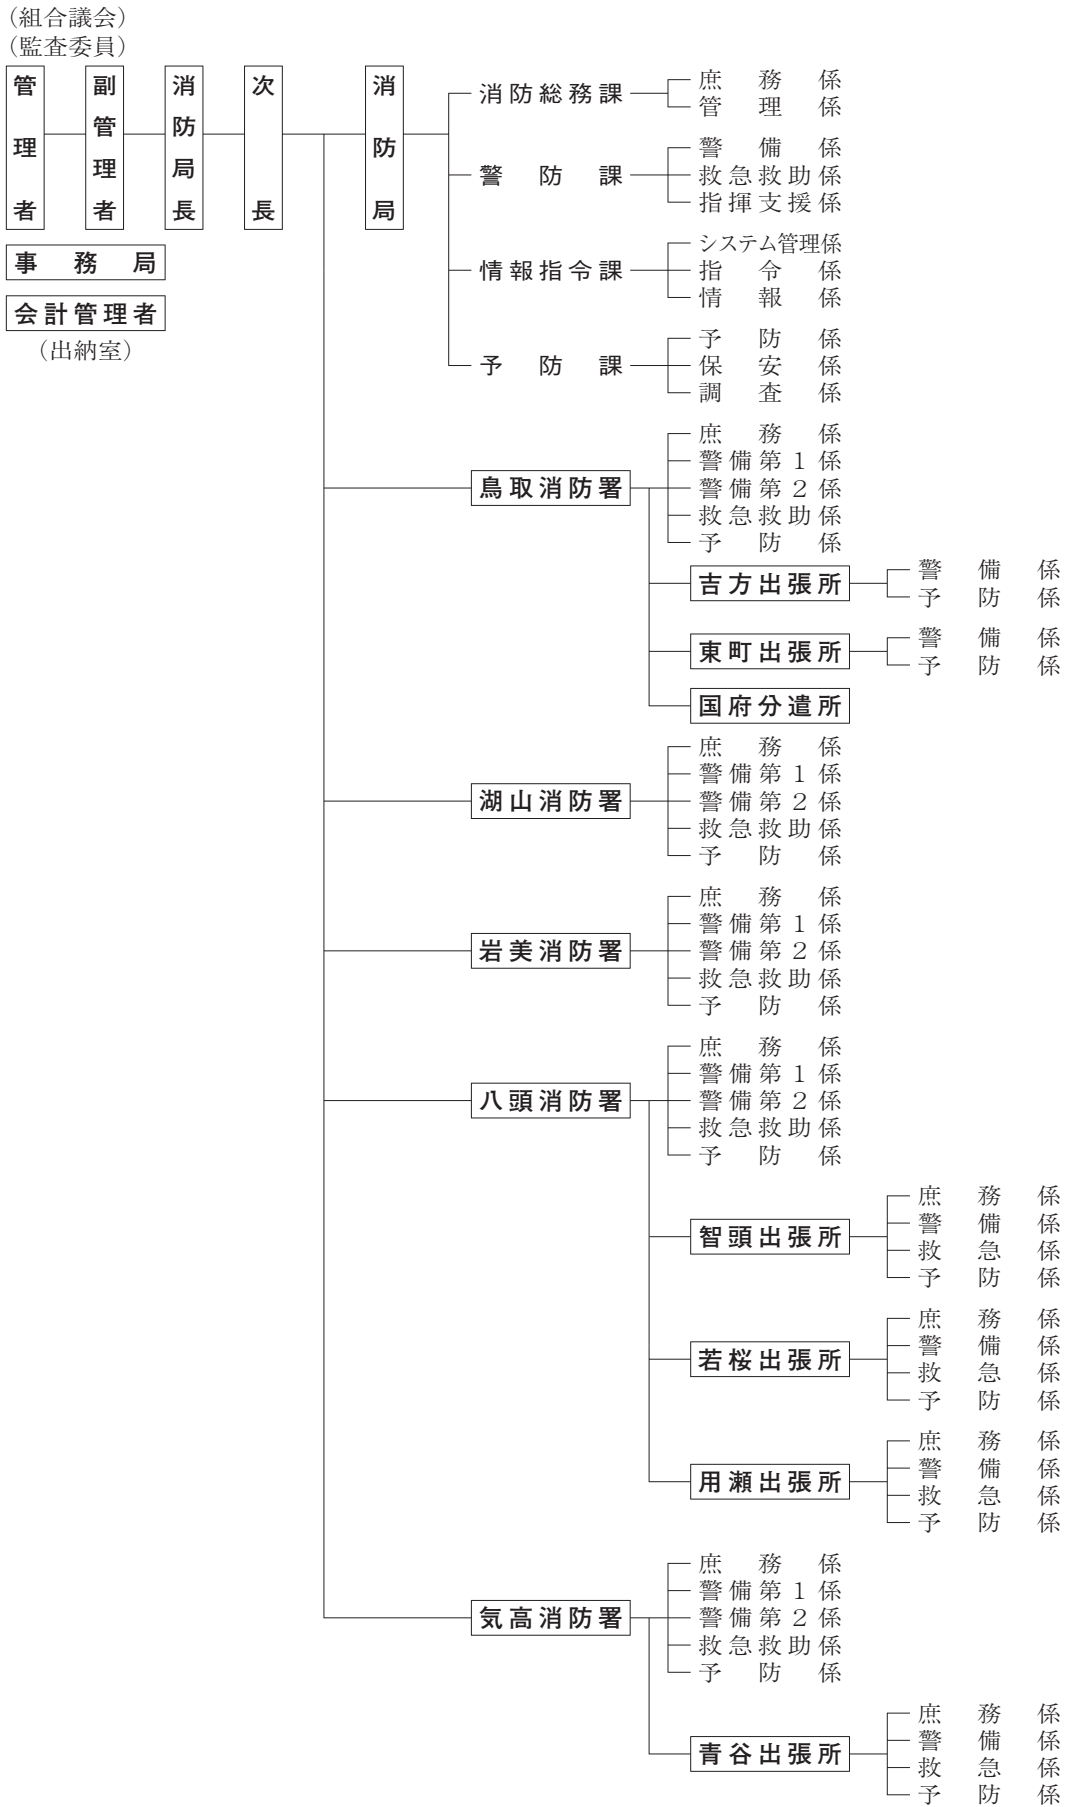 （組合議会）
（監査委員）
管理者
副管理者
消防局長
次長
消防局
事務局
会計管理者
（出納室）
消防総務課
庶務係
管理係
警防課
警備係
救急救助係
指揮支援係
情報指令課
システム管理係
指令係
情報係
予防課
予防係
保安係
調査係
鳥取消防署
庶務係
警備第１係
警備第２係
救急救助係
予防係
吉方出張所
警備係
予防係
東町出張所
警備係
予防係
国府分遣所
湖山消防署
庶務係
警備第１係
警備第２係
救急救助係
予防係
岩美消防署
庶務係
警備第１係
警備第２係
救急救助係
予防係
八頭消防署
庶務係
警備第１係
警備第２係
救急救助係
予防係
智頭出張所
庶務係
警備係
救急係
予防係
若桜出張所
庶務係
警備係
救急係
予防係
用瀬出張所
庶務係
警備係
救急係
予防係
気高消防署
庶務係
警備第１係
警備第２係
救急救助係
予防係
青谷出張所
庶務係
警備係
救急係
予防係